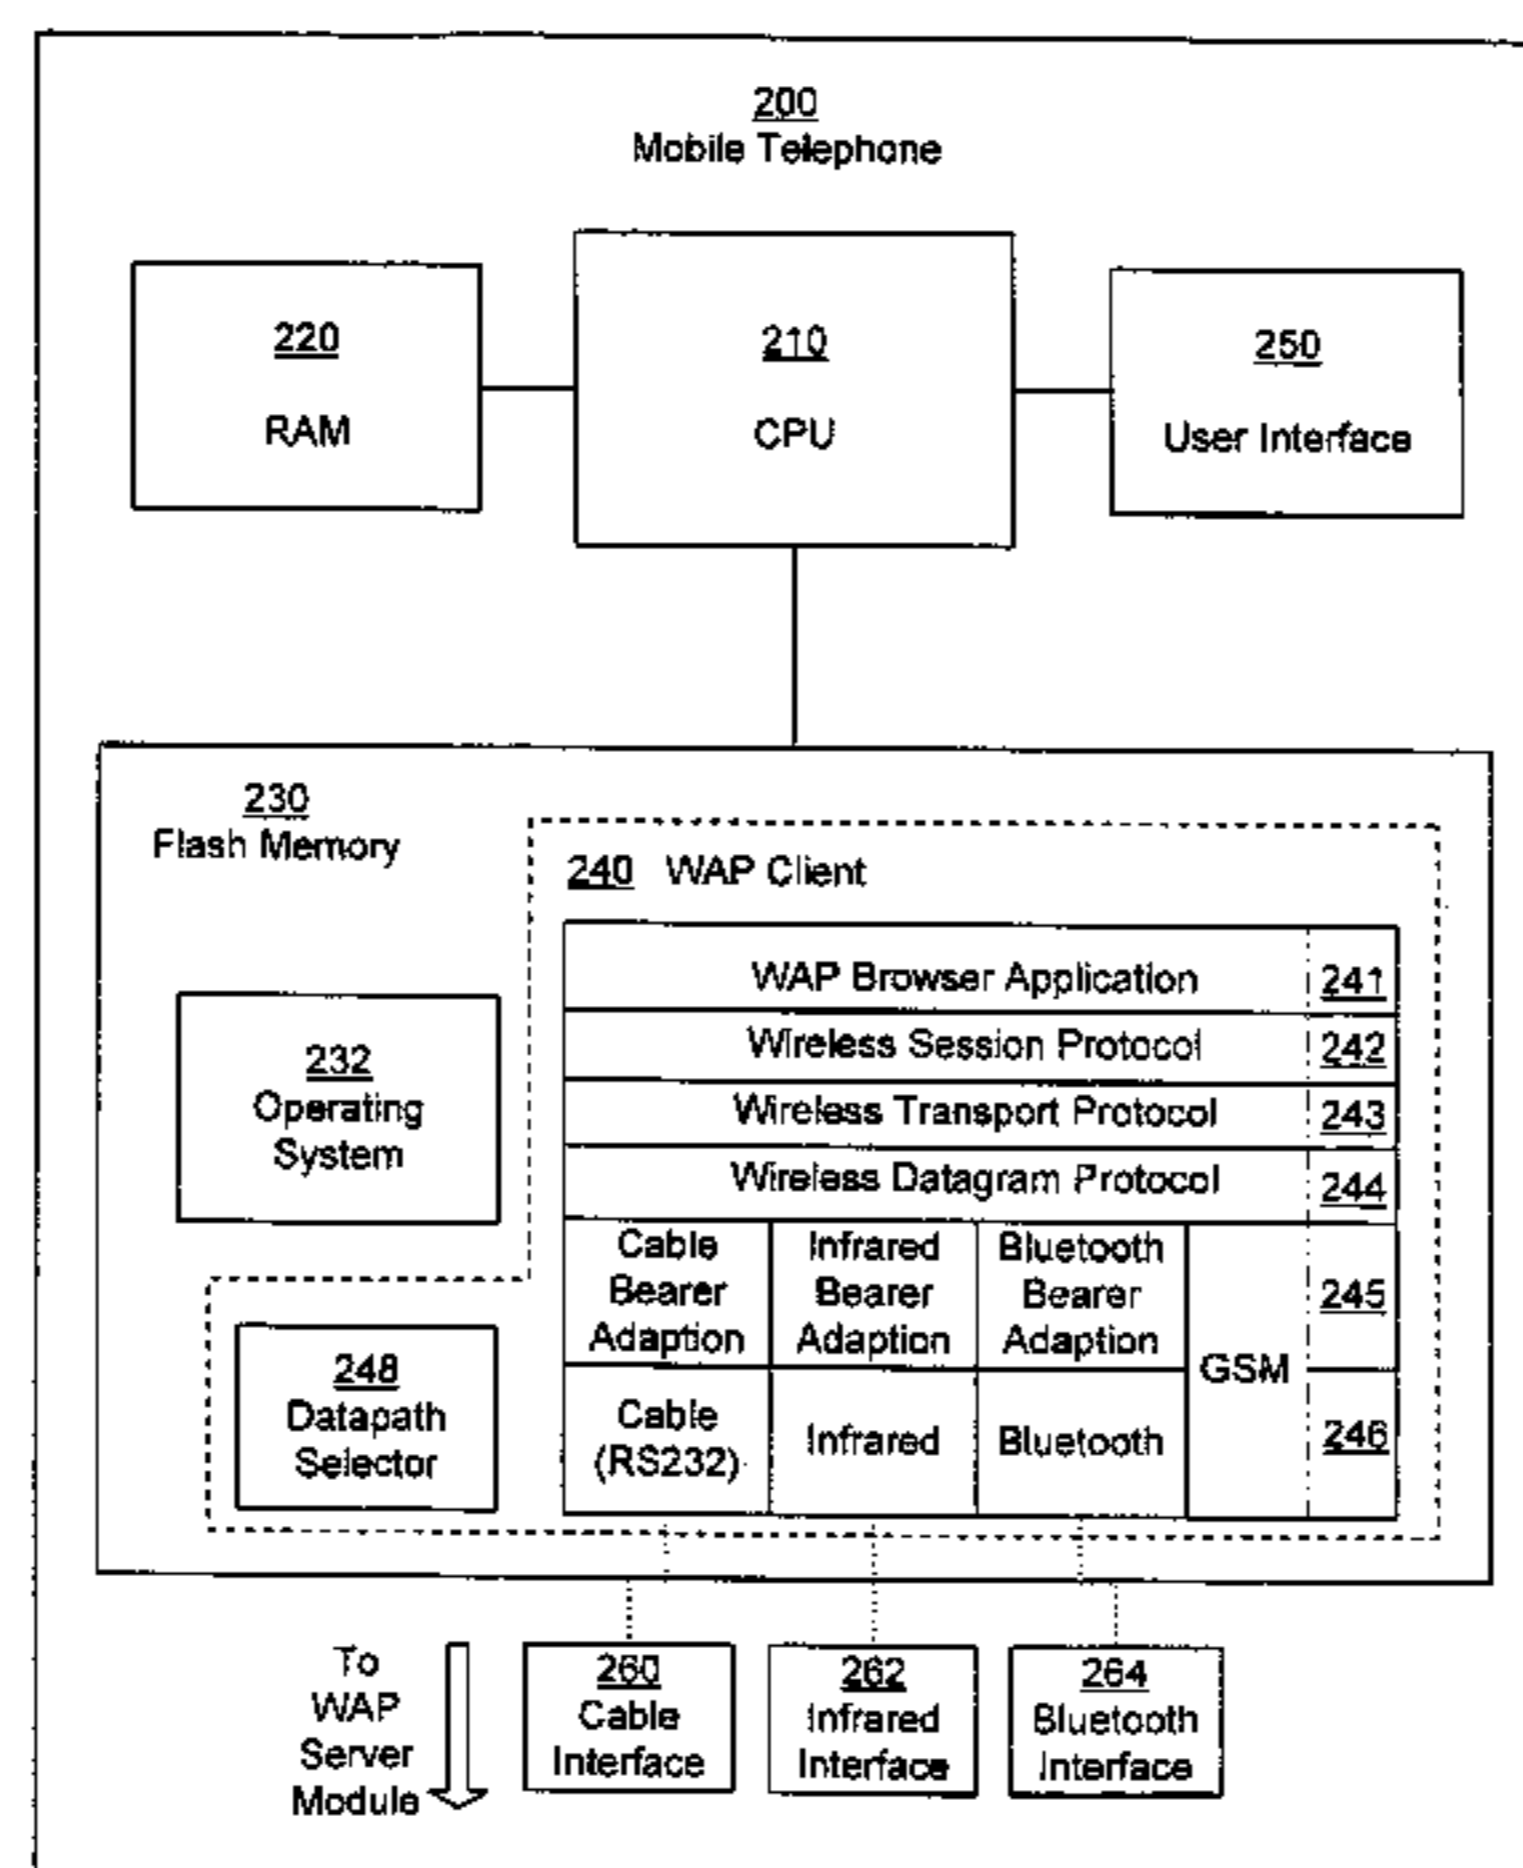 200
Mobile Telephone
220
RAM
210
CPU
250
User Interface
230
Flash Memory
240 WAP Client
WAP Browser Application 241
Wireless Session Protocol 242
Wireless Transport Protocol 243
Wireless Datagram Protocol 244
232
Operating
System
Cable
Bearer
Adaption
Infrared
Bearer
Adaption
Bluetooth
Bearer
Adaption
GSM
245
248
Datapath
Selector
Cable
(RS232)
Infrared
Bluetooth
246
To
WAP
Server
Module
260
Cable
Interface
262
Infrared
Interface
264
Bluetooth
Interface